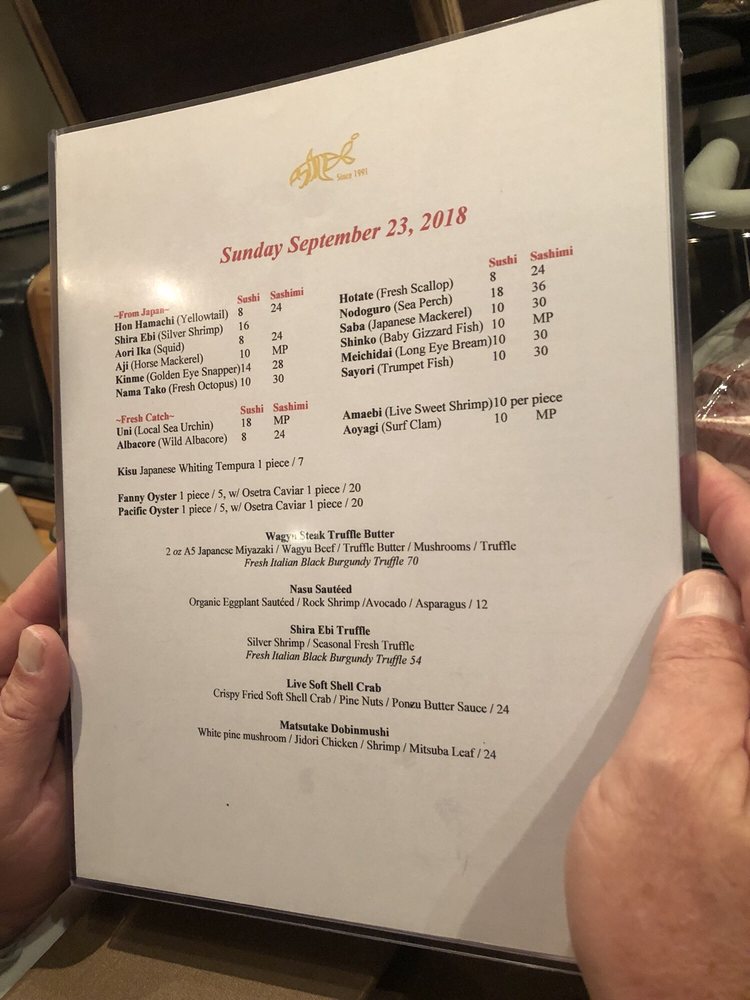 Since 1991
Sunday September 23, 2018
~From Japan~ Sushi Sashimi
Hon Hamachi (Yellowtail) 8 24
Shira Ebi (Silver Shrimp) 16
Aori Ika (Squid) 8 24
Aji (Horse Mackerel) 10 MP
Kinme (Golden Eye Snapper) 14 28
Nama Tako (Fresh Octopus) 10 30
Sushi Sashimi
Hotate (Fresh Scallop) 8 24
Nodoguro (Sea Perch) 18 36
Saba (Japanese Mackerel) 10 30
Shinko (Baby Gizzard Fish) 10 MP
Meichidai (Long Eye Bream) 10 30
Sayori (Trumpet Fish) 10 30
~Fresh Catch~ Sushi Sashimi
Uni (Local Sea Urchin) 18 MP
Albacore (Wild Albacore) 8 24
Amaebi (Live Sweet Shrimp) 10 per piece
Aoyagi (Surf Clam) 10 MP
Kisu Japanese Whiting Tempura 1 piece / 7
Fanny Oyster 1 piece / 5, w/ Osetra Caviar 1 piece / 20
Pacific Oyster 1 piece / 5, w/ Osetra Caviar 1 piece / 20
Wagyu Steak Truffle Butter
2 oz A5 Japanese Miyazaki / Wagyu Beef / Truffle Butter / Mushrooms / Truffle
Fresh Italian Black Burgundy Truffle 70
Nasu Sautéed
Organic Eggplant Sautéed / Rock Shrimp /Avocado / Asparagus / 12
Shira Ebi Truffle
Silver Shrimp / Seasonal Fresh Truffle
Fresh Italian Black Burgundy Truffle 54
Live Soft Shell Crab
Crispy Fried Soft Shell Crab / Pine Nuts / Ponzu Butter Sauce / 24
Matsutake Dobinmushi
White pine mushroom / Jidori Chicken / Shrimp / Mitsuba Leaf / 24